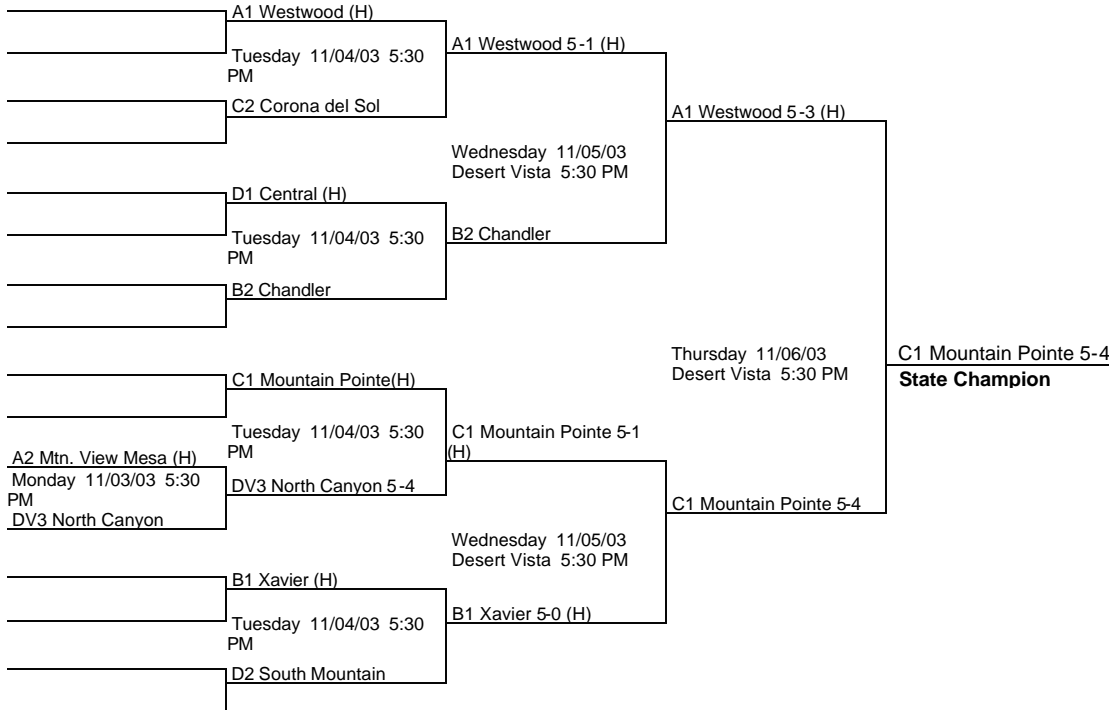 A1 Westwood (H)
Tuesday 11/04/03 5:30
PM
C2 Corona del Sol
A1 Westwood 5-1 (H)
D1 Central (H)
Tuesday 11/04/03 5:30
PM
B2 Chandler
B2 Chandler
Wednesday 11/05/03
Desert Vista 5:30 PM
A1 Westwood 5-3 (H)
C1 Mountain Pointe(H)
Tuesday 11/04/03 5:30
PM
A2 Mtn. View Mesa (H)
Monday 11/03/03 5:30
PM
DV3 North Canyon
DV3 North Canyon 5-4
C1 Mountain Pointe 5-1
(H)
B1 Xavier (H)
Tuesday 11/04/03 5:30
PM
D2 South Mountain
B1 Xavier 5-0 (H)
Wednesday 11/05/03
Desert Vista 5:30 PM
C1 Mountain Pointe 5-4
Thursday 11/06/03
Desert Vista 5:30 PM
C1 Mountain Pointe 5-4
State Champion